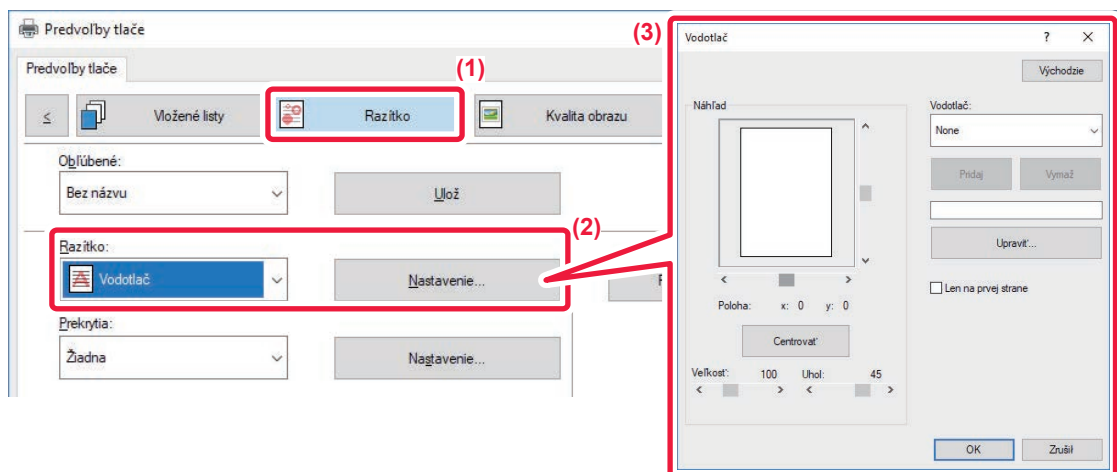 Predvoľby tlače
Predvoľby tlače
(1)
≤
Vložené listy
Razítko
Kvalita obrazu
Obľúbené:
Bez názvu
Ulož
(2)
Razítko:
Vodotlač
Nastavenie...
Prekrytia:
Žiadna
Nagtavenie...
(3)
Vodotlač
? X
Východzie
Náhľad
Vodotlač:
None
Pridaj
Vymaž
Upraviť...
Len na prvej strane
Poloha: x: 0 y: 0
Centrovať
Veľkosť: 100 Uhol: 45
OK
Zrušiť